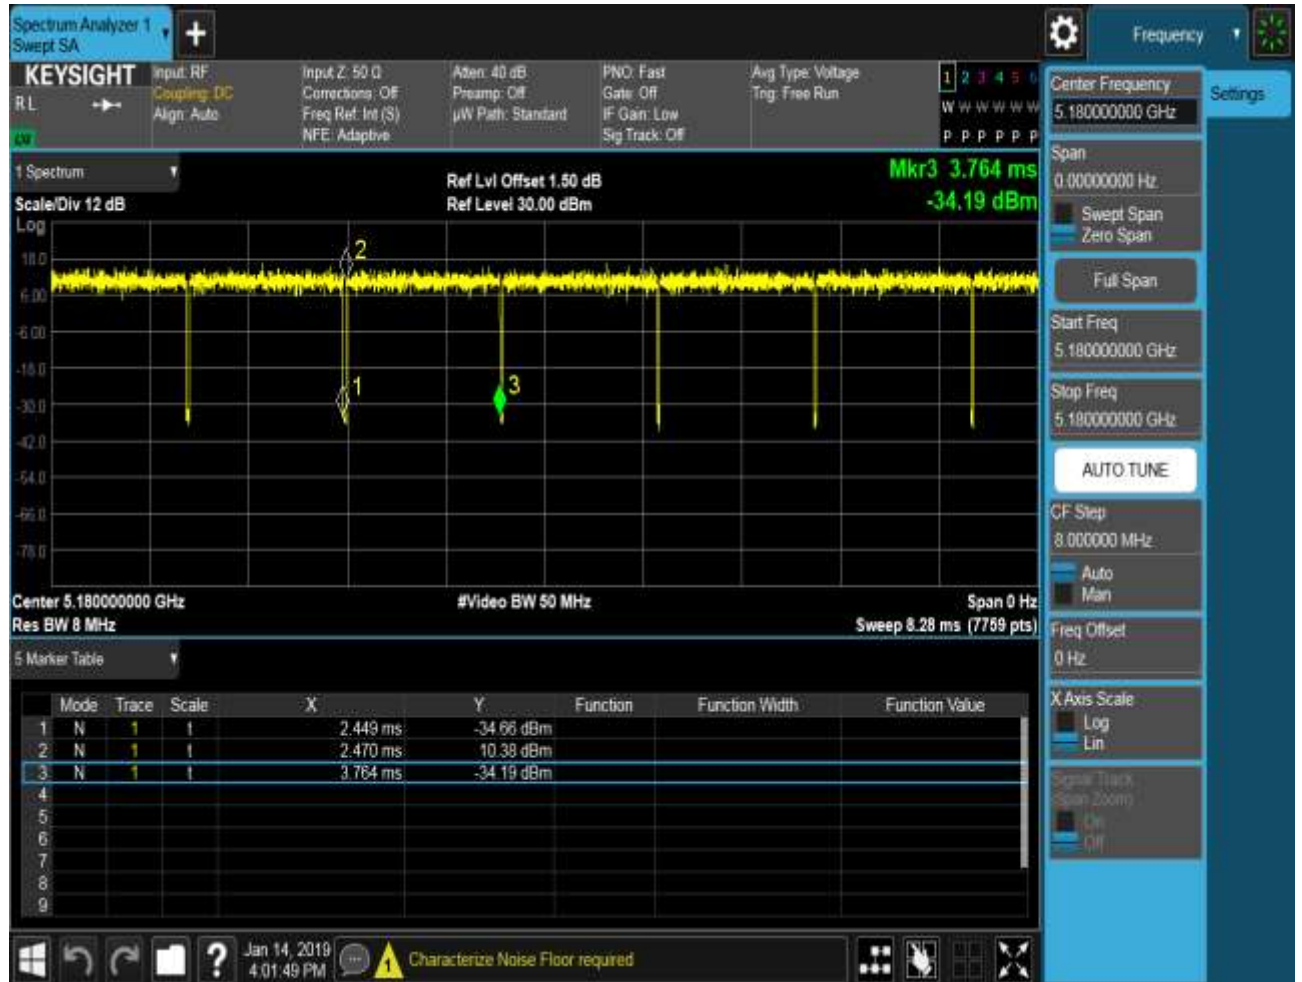 Spectrum Analyzer 1
Swept SA
Frequency
KEYSIGHT
RL
Input: RF
Coupling: DC
Align: Auto
Input Z: 50 Ω
Corrections: Off
Freq Ref: Int (S)
NFE: Adaptive
Atten: 40 dB
Preamp: Off
µW Path: Standard
PNO: Fast
Gate: Off
IF Gain: Low
Sig Track: Off
Avg Type: Voltage
Trig: Free Run
1 2 3 4 5 6
W W W W W W
P P P P P P
1 Spectrum
Scale/Div 12 dB
Ref Lvl Offset 1.50 dB
Ref Level 30.00 dBm
Mkr3 3.764 ms
-34.19 dBm
Log
18.0
6.00
-6.00
-18.0
-30.0
-42.0
-54.0
-66.0
-78.0
2
1
3
Center 5.180000000 GHz
Res BW 8 MHz
#Video BW 50 MHz
Span 0 Hz
Sweep 8.28 ms (7759 pts)
5 Marker Table
Mode Trace Scale X Y Function Function Width Function Value
1 N 1 t 2.449 ms -34.66 dBm
2 N 1 t 2.470 ms 10.38 dBm
3 N 1 t 3.764 ms -34.19 dBm
4
5
6
7
8
9
Jan 14, 2019
4:01:49 PM
Characterize Noise Floor required
Center Frequency
5.180000000 GHz
Settings
Span
0.00000000 Hz
Swept Span
Zero Span
Full Span
Start Freq
5.180000000 GHz
Stop Freq
5.180000000 GHz
AUTO TUNE
CF Step
8.000000 MHz
Auto
Man
Freq Offset
0 Hz
X Axis Scale
Log
Lin
Signal Track
(Span Zoom)
On
Off